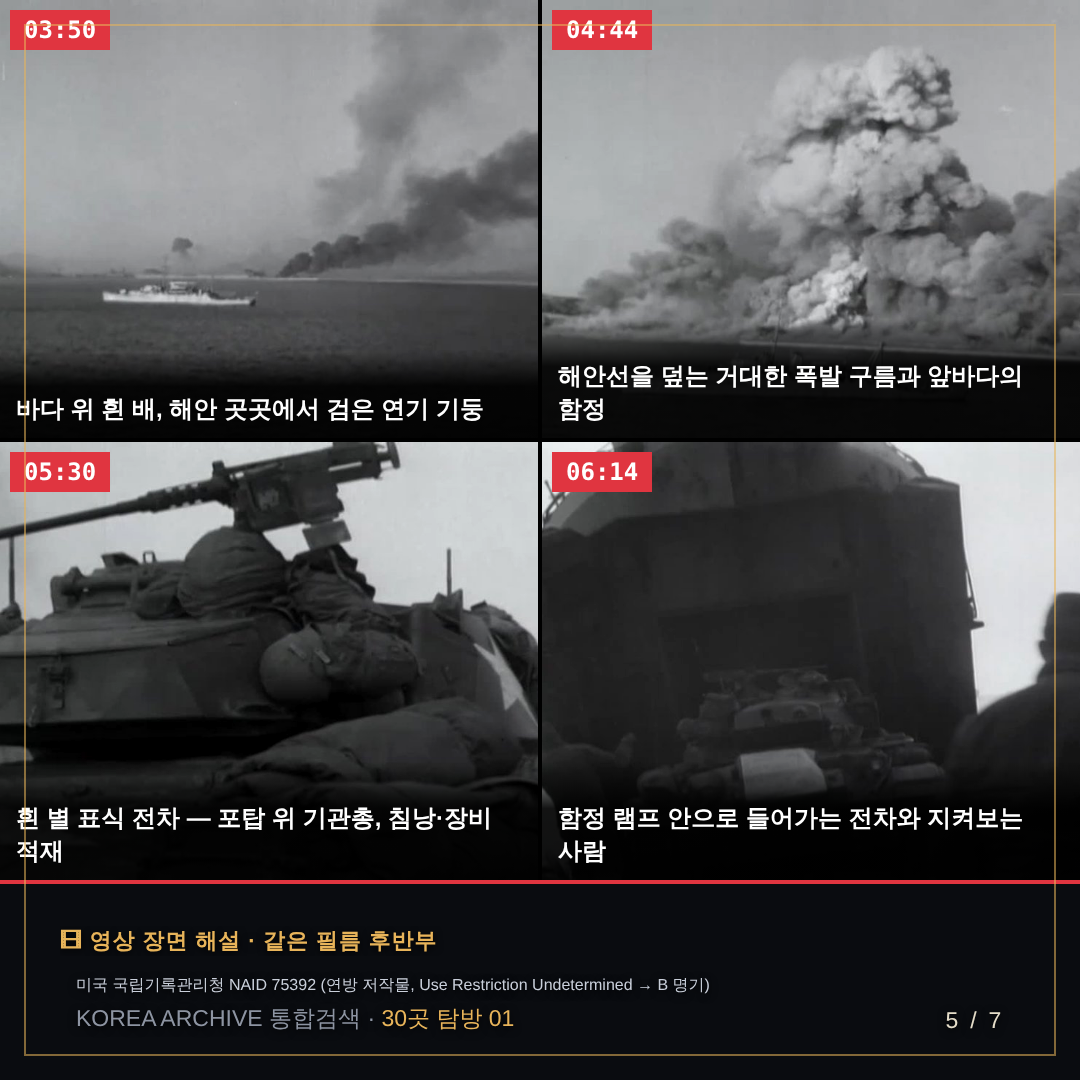 03:50
04:44
바다 위 흰 배, 해안 곳곳에서 검은 연기 기둥
해안선을 덮는 거대한 폭발 구름과 앞바다의
함정
05:30
06:14
흰 별 표식 전차 — 포탑 위 기관총, 침낭·장비
적재
함정 램프 안으로 들어가는 전차와 지켜보는
사람
🎞 영상 장면 해설 · 같은 필름 후반부
미국 국립기록관리청 NAID 75392 (연방 저작물, Use Restriction Undetermined → B 명기)
KOREA ARCHIVE 통합검색 · 30곳 탐방 01
5 / 7